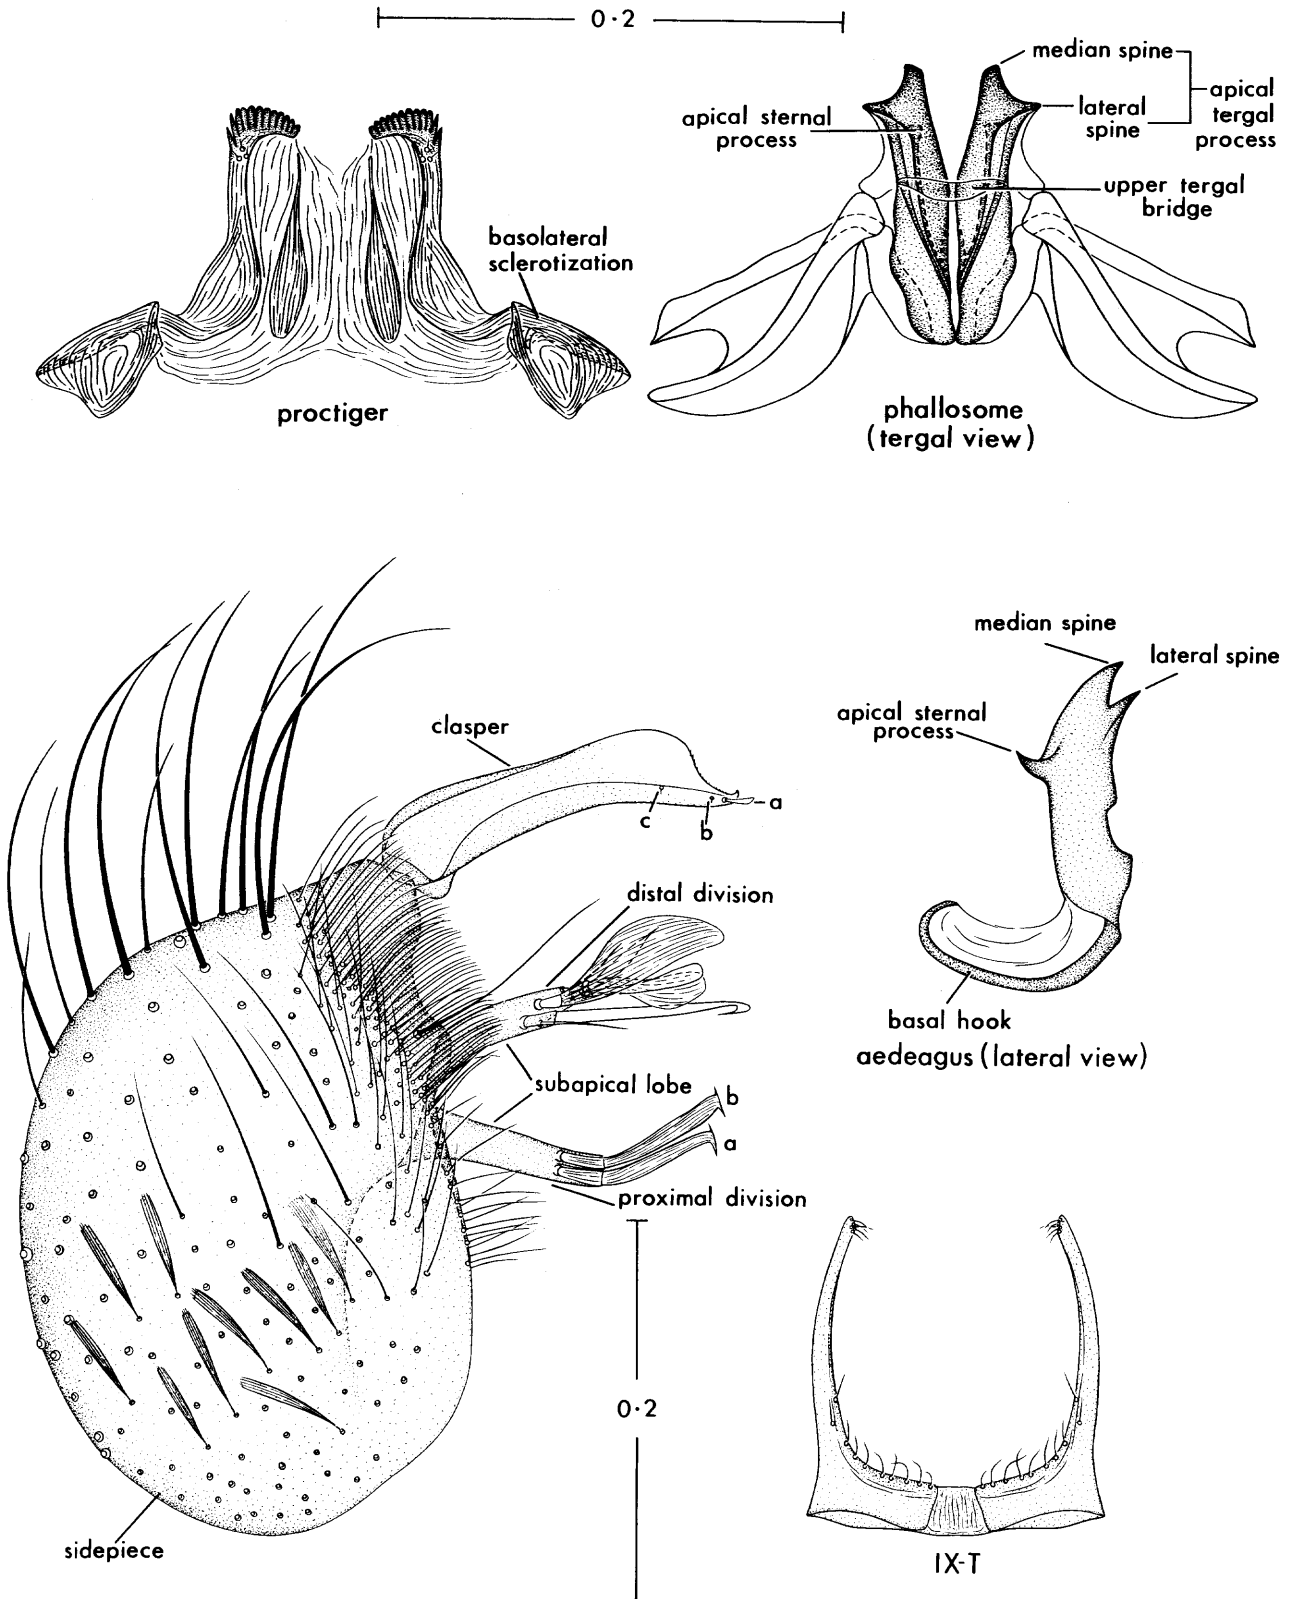 0·2
median spine
apical sternal
process
lateral
spine
apical
tergal
process
upper tergal
bridge
basolateral
sclerotization
proctiger
phallosome
(tergal view)
median spine
lateral spine
apical sternal
process
clasper
a
c
b
distal division
basal hook
aedeagus (lateral view)
subapical lobe
b
a
proximal division
0·2
sidepiece
IX-T